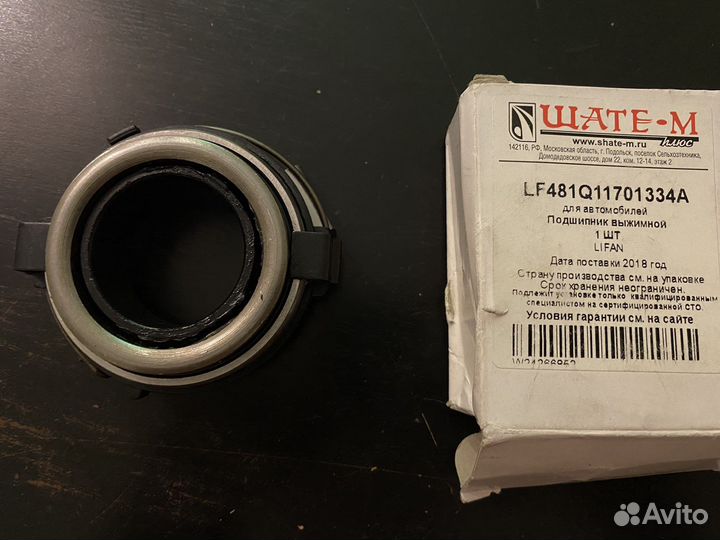 ШАТЕ-М
плюс
www.shate-m.ru
142116, РФ, Московская область, г. Подольск, поселок Сельхозтехника,
Домодедовское шоссе, дом 22, ком. 12-14, этаж 2
LF481Q11701334A
для автомобилей
Подшипник выжимной
1 ШТ
LIFAN
Дата поставки 2018 год
Страну производства см. на упаковке
Срок хранения неограничен.
Подлежит установке только квалифицированным
специалистом на сертифицированной СТО.
Условия гарантии см. на сайте
W24266952
Avito